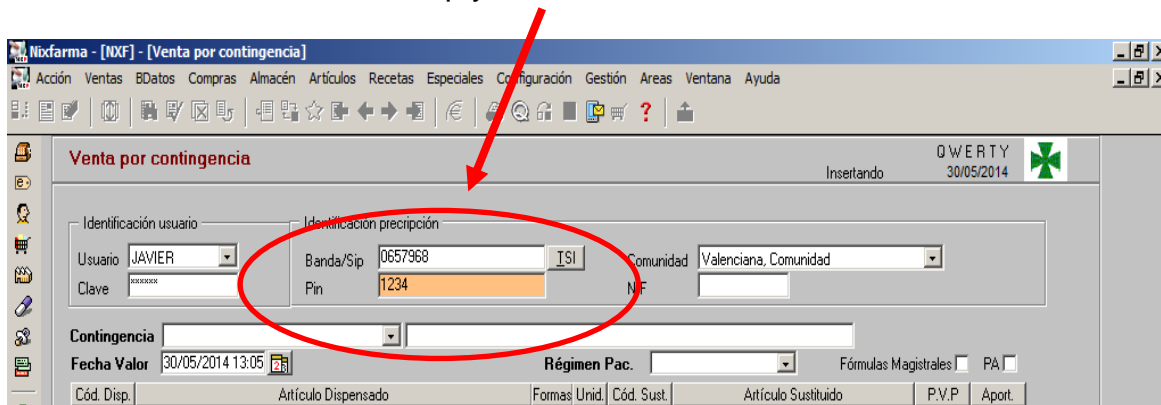 Nixfarma - [NXF] - [Venta por contingencia]
Acción Ventas BDatos Compras Almacén Artículos Recetas Especiales Configuración Gestión Areas Ventana Ayuda
Venta por contingencia
QWERTY
Insertando 30/05/2014
Identificación usuario Identificación precripción
Usuario JAVIER Banda/Sip 0657968 TSI Comunidad Valenciana, Comunidad
Clave xxxxxx Pin 1234
Contingencia
Fecha Valor 30/05/2014 13:05 Régimen Pac. Fórmulas Magistrales PA
Cód. Disp. Artículo Dispensado Formas Unid. Cód. Sust. Artículo Sustituido P.V.P Aport.